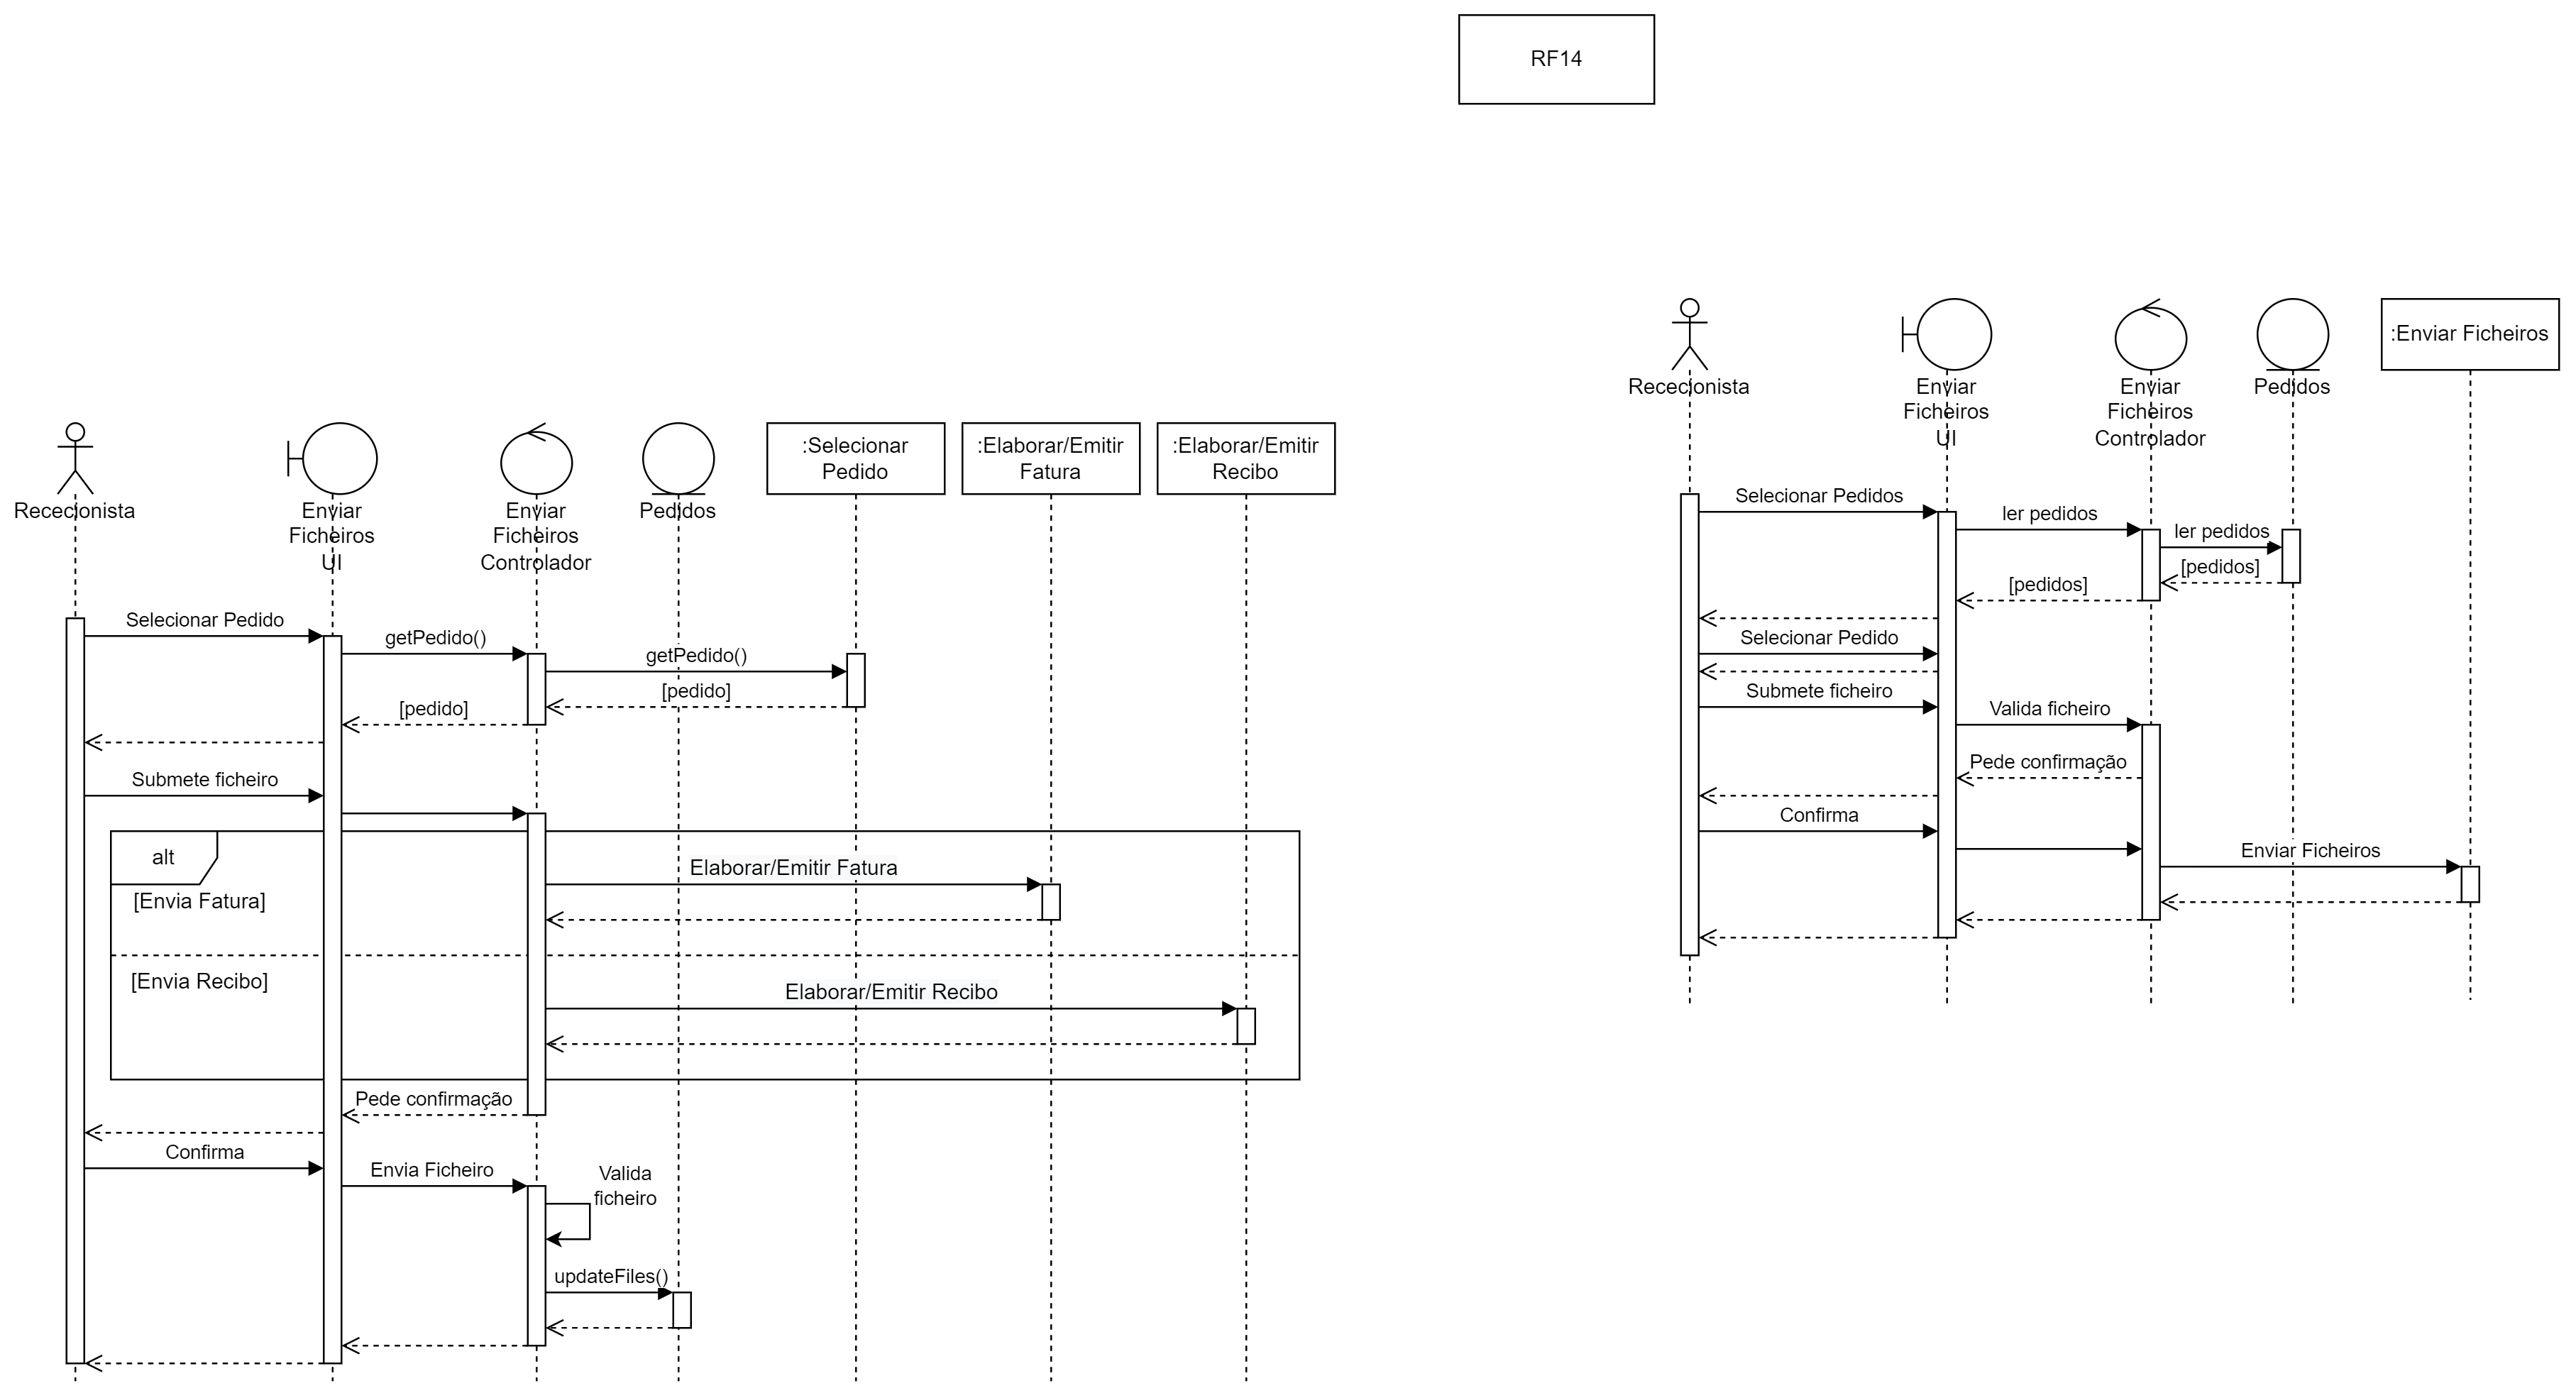 RF14
Rececionista
Enviar
Ficheiros
UI
Enviar
Ficheiros
Controlador
Pedidos
:Selecionar
Pedido
:Elaborar/Emitir
Fatura
:Elaborar/Emitir
Recibo
Selecionar Pedido
getPedido()
getPedido()
[pedido]
[pedido]
Submete ficheiro
alt
[Envia Fatura]
Elaborar/Emitir Fatura
[Envia Recibo]
Elaborar/Emitir Recibo
Pede confirmação
Confirma
Envia Ficheiro
Valida
ficheiro
updateFiles()
Rececionista
Enviar
Ficheiros
UI
Enviar
Ficheiros
Controlador
Pedidos
:Enviar Ficheiros
Selecionar Pedidos
ler pedidos
ler pedidos
[pedidos]
[pedidos]
Selecionar Pedido
Submete ficheiro
Valida ficheiro
Pede confirmação
Confirma
Enviar Ficheiros